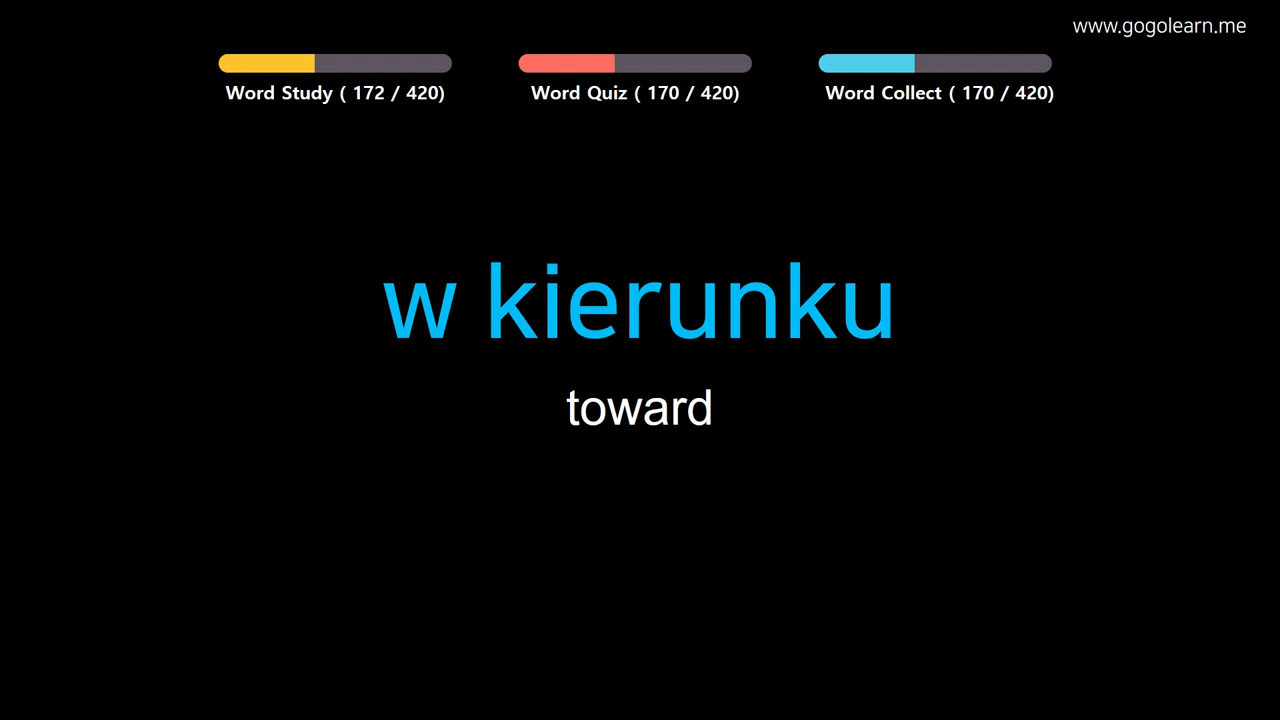 www.gogolearn.me
Word Study ( 172 / 420)
Word Quiz ( 170 / 420)
Word Collect ( 170 / 420)
w kierunku
toward